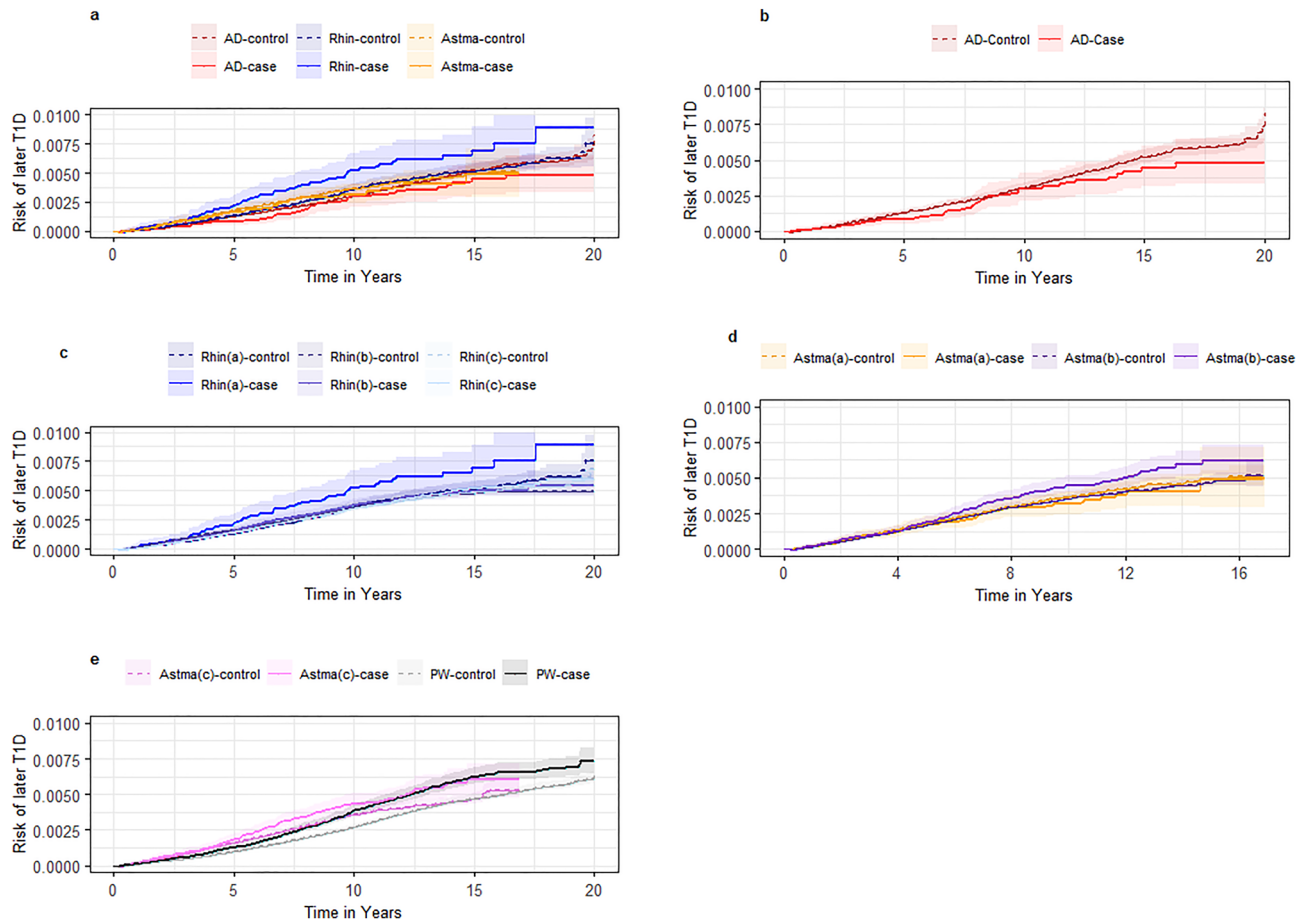 a
AD-control Rhin-control Astma-control
AD-case Rhin-case Astma-case
Risk of later T1D
0.0100
0.0075
0.0050
0.0025
0.0000
0 5 10 15 20
Time in Years
b
AD-Control AD-Case
Risk of later T1D
0.0100
0.0075
0.0050
0.0025
0.0000
0 5 10 15 20
Time in Years
c
Rhin(a)-control Rhin(b)-control Rhin(c)-control
Rhin(a)-case Rhin(b)-case Rhin(c)-case
Risk of later T1D
0.0100
0.0075
0.0050
0.0025
0.0000
0 5 10 15 20
Time in Years
d
Astma(a)-control Astma(a)-case Astma(b)-control Astma(b)-case
Risk of later T1D
0.0100
0.0075
0.0050
0.0025
0.0000
0 4 8 12 16
Time in Years
e
Astma(c)-control Astma(c)-case PW-control PW-case
Risk of later T1D
0.0100
0.0075
0.0050
0.0025
0.0000
0 5 10 15 20
Time in Years